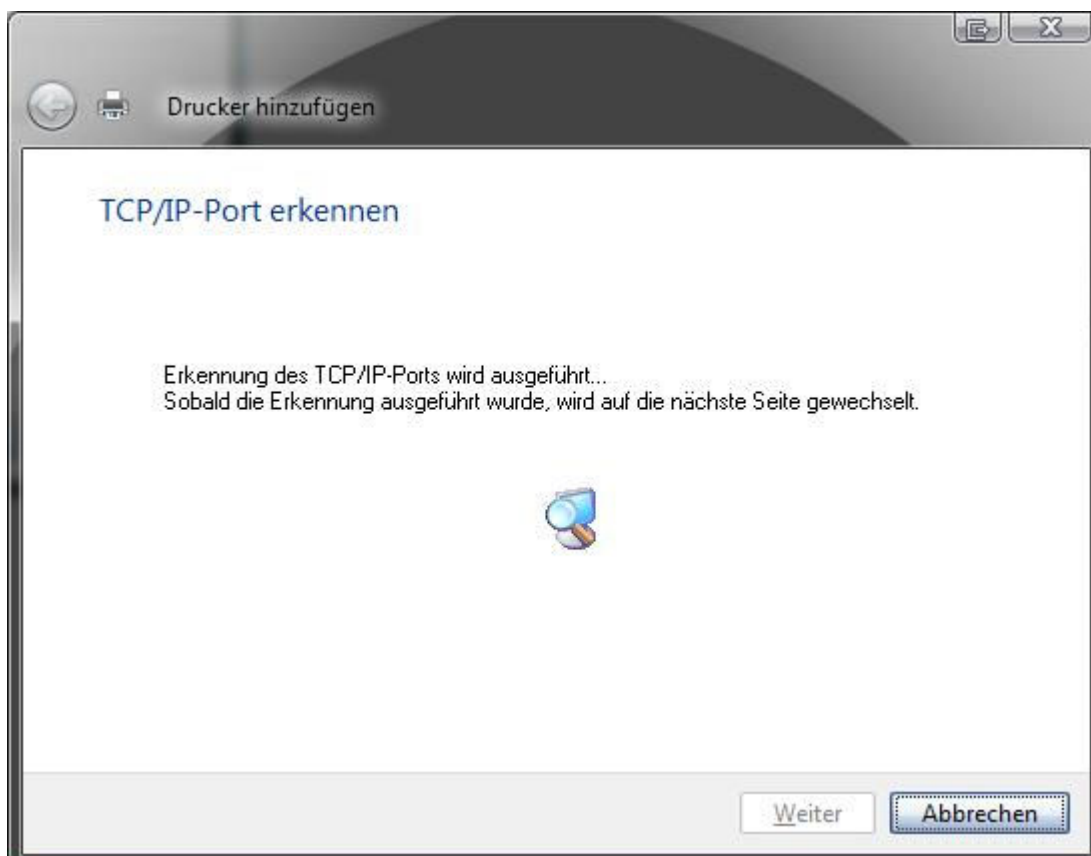 Drucker hinzufügen
TCP/IP-Port erkennen
Erkennung des TCP/IP-Ports wird ausgeführt...
Sobald die Erkennung ausgeführt wurde, wird auf die nächste Seite gewechselt.
Weiter
Abbrechen